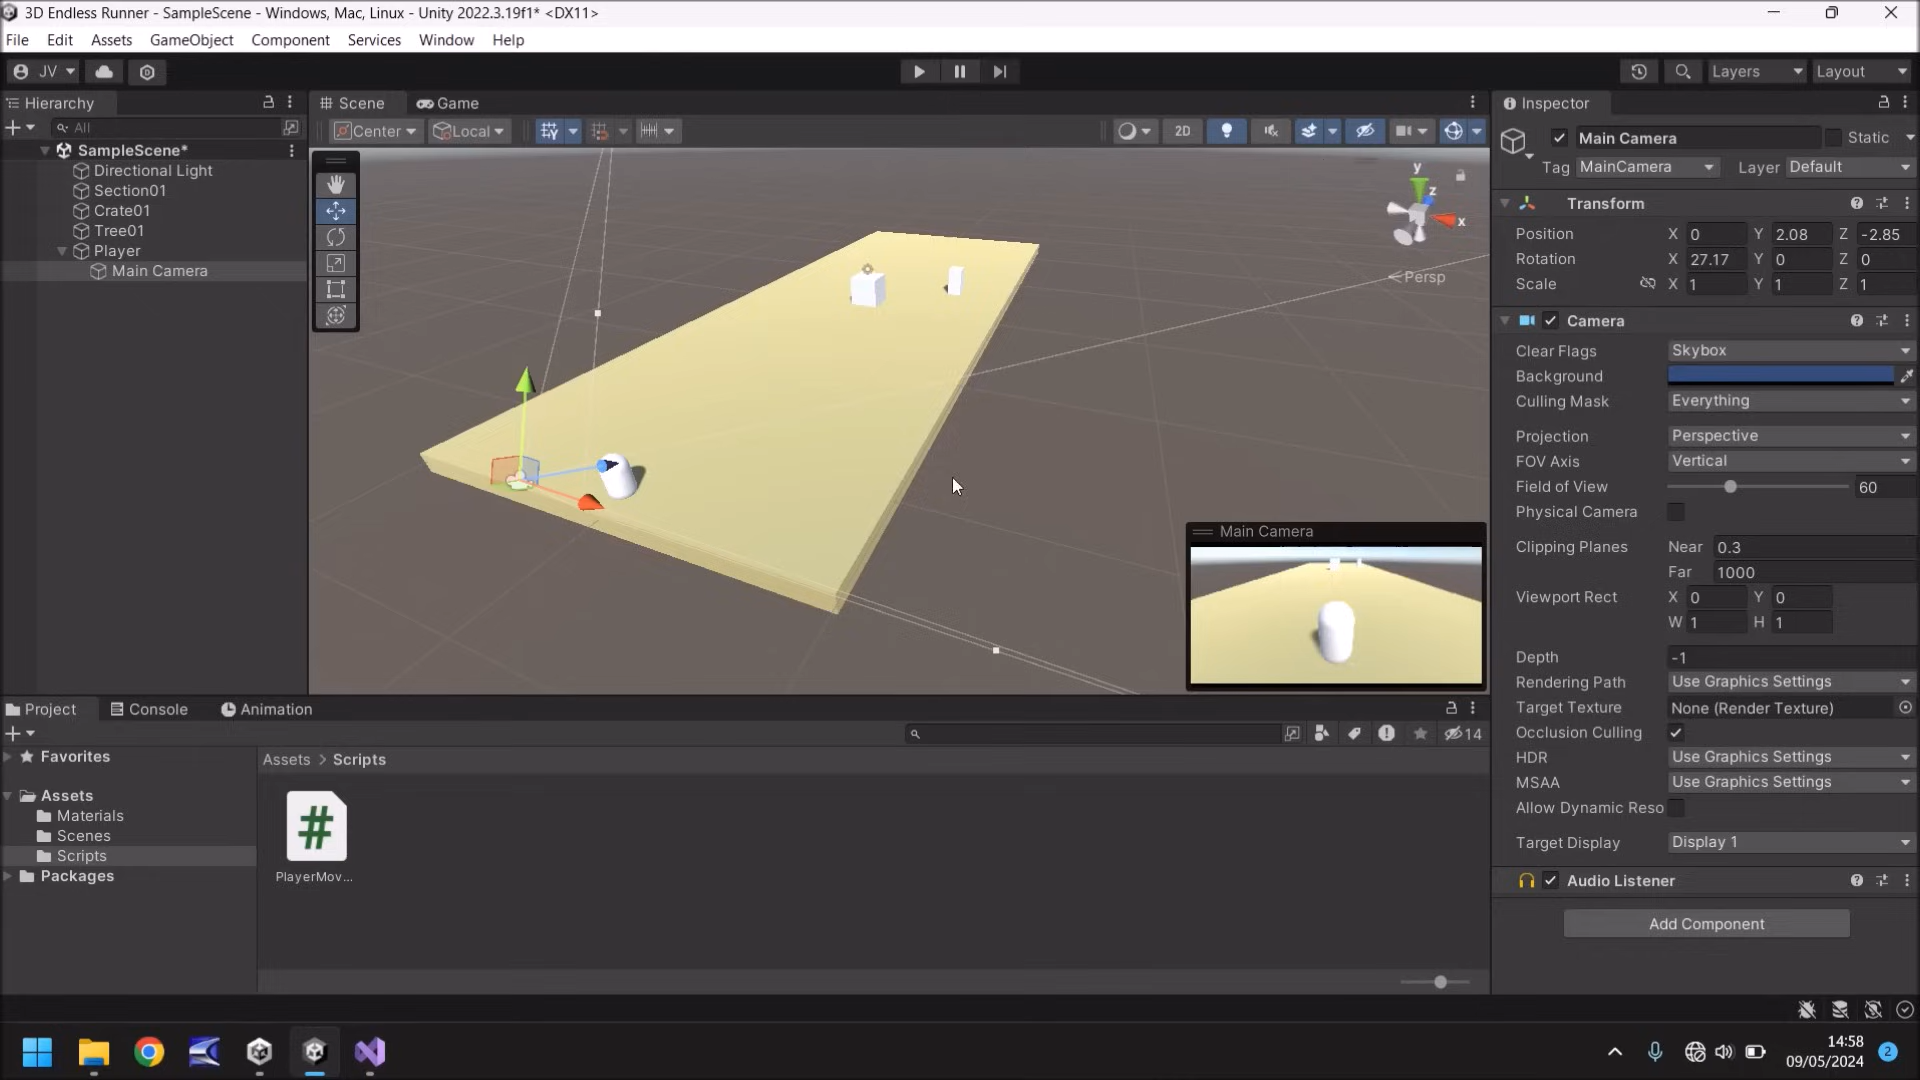 3D Endless Runner - SampleScene - Windows, Mac, Linux - Unity 2022.3.19f1* <DX11>
File Edit Assets GameObject Component Services Window Help
JV Layers Layout
Hierarchy
All
SampleScene*
Directional Light
Section01
Crate01
Tree01
Player
Main Camera
Scene Game
Center Local 2D
y
z
x
Persp
Main Camera
Inspector
Main Camera Static
Tag MainCamera Layer Default
Transform
Position X 0 Y 2.08 Z -2.85
Rotation X 27.17 Y 0 Z 0
Scale X 1 Y 1 Z 1
Camera
Clear Flags Skybox
Background
Culling Mask Everything
Projection Perspective
FOV Axis Vertical
Field of View 60
Physical Camera
Clipping Planes Near 0.3
Far 1000
Viewport Rect X 0 Y 0
W 1 H 1
Depth -1
Rendering Path Use Graphics Settings
Target Texture None (Render Texture)
Occlusion Culling
HDR Use Graphics Settings
MSAA Use Graphics Settings
Allow Dynamic Reso
Target Display Display 1
Audio Listener
Add Component
Project Console Animation
14
Favorites
Assets
Materials
Scenes
Scripts
Packages
Assets > Scripts
#
PlayerMov...
14:58
09/05/2024
2